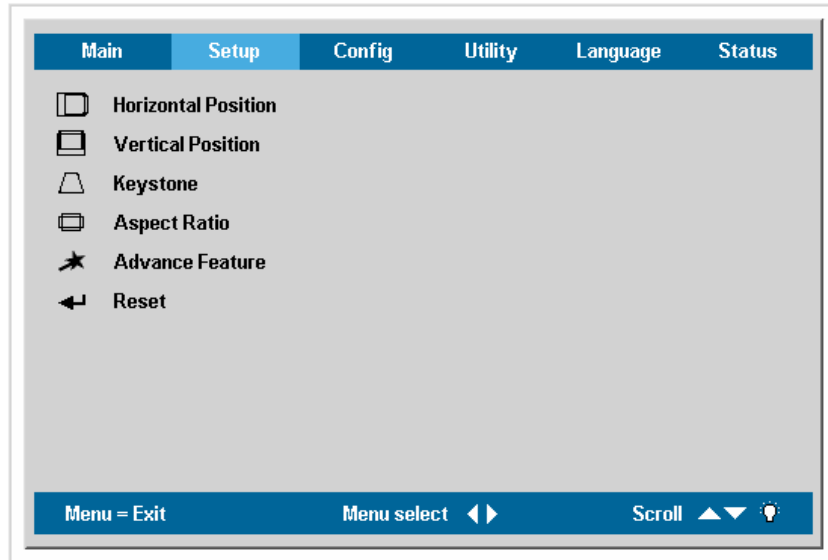 Main Setup Config Utility Language Status
Horizontal Position
Vertical Position
Keystone
Aspect Ratio
Advance Feature
Reset
Menu = Exit Menu select Scroll